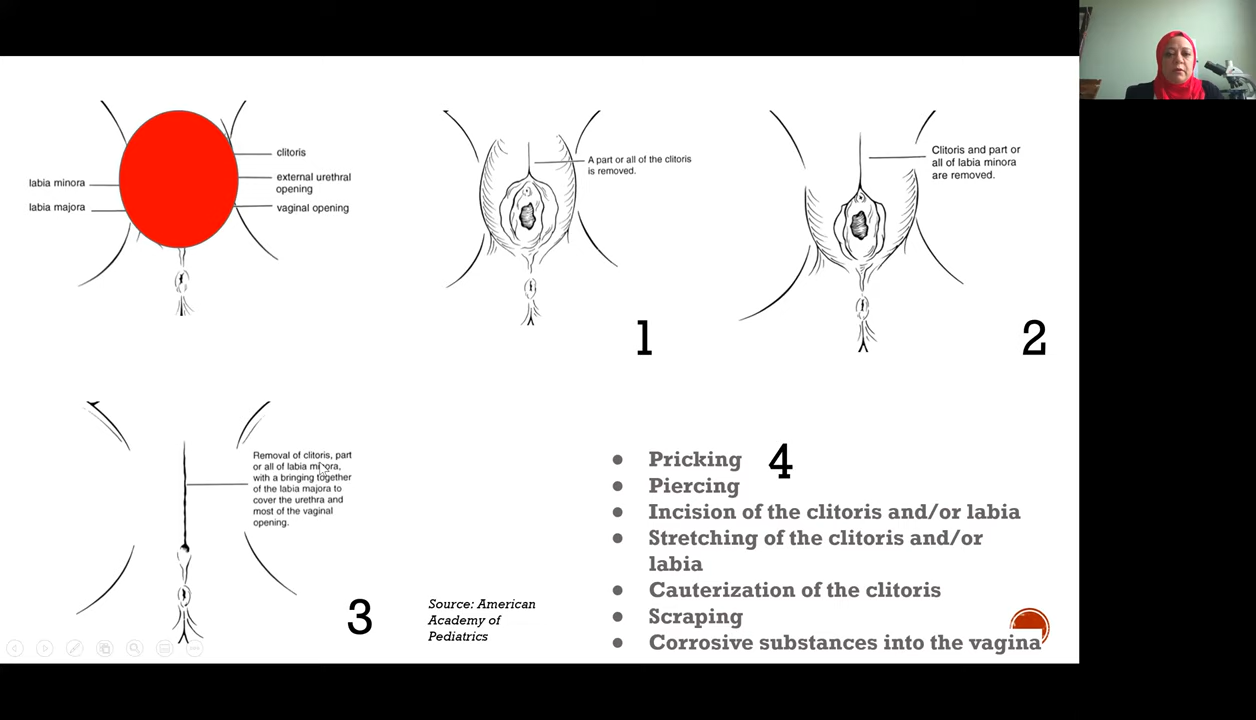 clitoris
external urethral
opening
labia minora
labia majora
vaginal opening
A part or all of the clitoris
is removed.
1
Clitoris and part or
all of labia minora
are removed.
2
Removal of clitoris, part
or all of labia minora,
with a bringing together
of the labia majora to
cover the urethra and
most of the vaginal
opening.
3
Source: American
Academy of
Pediatrics
4
● Pricking
● Piercing
● Incision of the clitoris and/or labia
● Stretching of the clitoris and/or
labia
● Cauterization of the clitoris
● Scraping
● Corrosive substances into the vagina